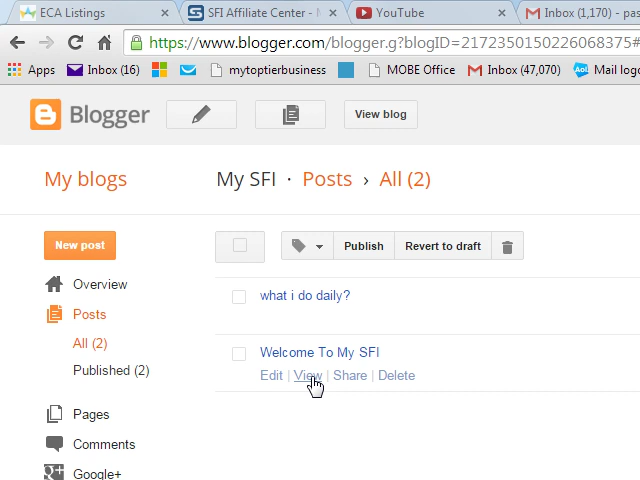 ECA Listings
SFI Affiliate Center -
YouTube
Inbox (1,170) - pas
https://www.blogger.com/blogger.g?blogID=2172350150226068375#
Apps
Inbox (16)
mytoptierbusiness
MOBE Office
Inbox (47,070)
Aol.
Mail logo
Blogger
View blog
My blogs
My SFI · Posts › All (2)
New post
Publish
Revert to draft
Overview
what i do daily?
Posts
All (2)
Welcome To My SFI
Published (2)
Edit | View | Share | Delete
Pages
Comments
Google+